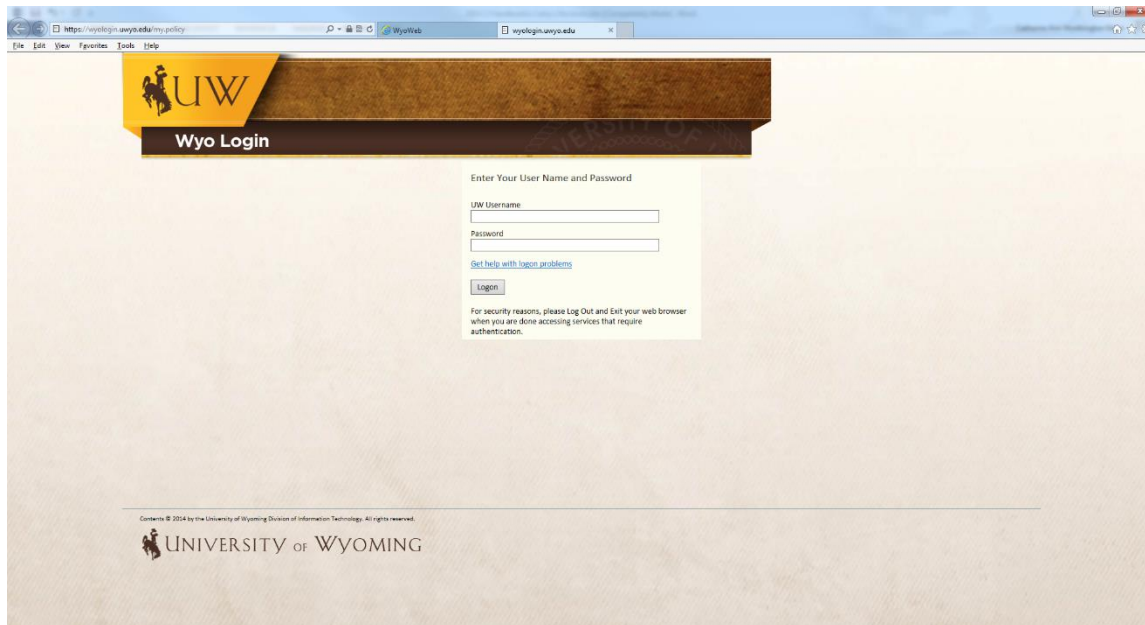 https://wyologin.uwyo.edu/my.policy
WyoWeb
wyologin.uwyo.edu
File Edit View Favorites Tools Help
UW
Wyo Login
UNIVERSITY OF
Enter Your User Name and Password
UW Username
Password
Get help with logon problems
Logon
For security reasons, please Log Out and Exit your web browser
when you are done accessing services that require
authentication.
Contents © 2014 by the University of Wyoming Division of Information Technology. All rights reserved.
UNIVERSITY OF WYOMING